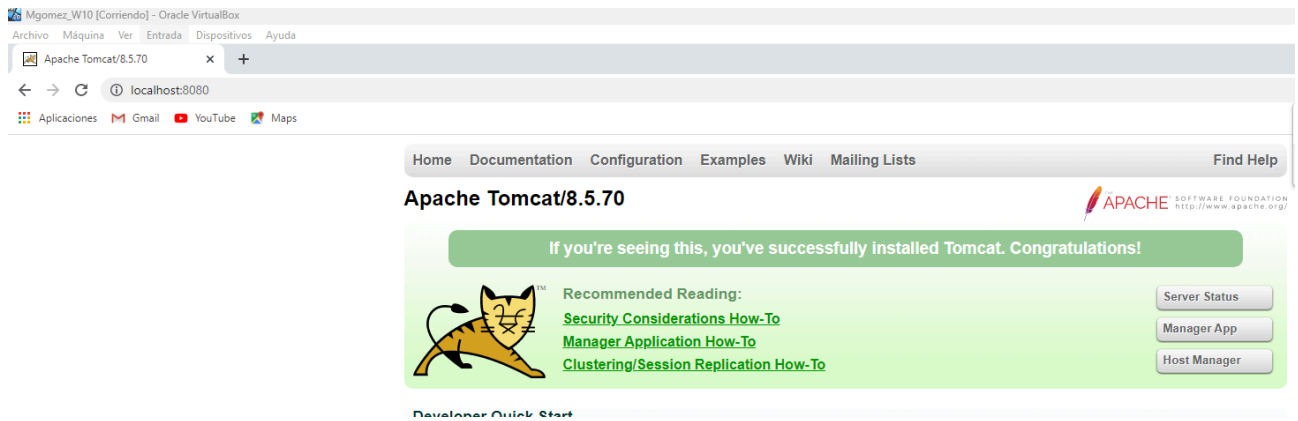 Mgomez_W10 [Corriendo] - Oracle VirtualBox
Archivo Máquina Ver Entrada Dispositivos Ayuda
Apache Tomcat/8.5.70
localhost:8080
Aplicaciones Gmail YouTube Maps
Home Documentation Configuration Examples Wiki Mailing Lists Find Help
Apache Tomcat/8.5.70
THE
APACHE SOFTWARE FOUNDATION
http://www.apache.org/
If you're seeing this, you've successfully installed Tomcat. Congratulations!
TM
Recommended Reading:
Security Considerations How-To
Manager Application How-To
Clustering/Session Replication How-To
Server Status
Manager App
Host Manager
Developer Quick Start